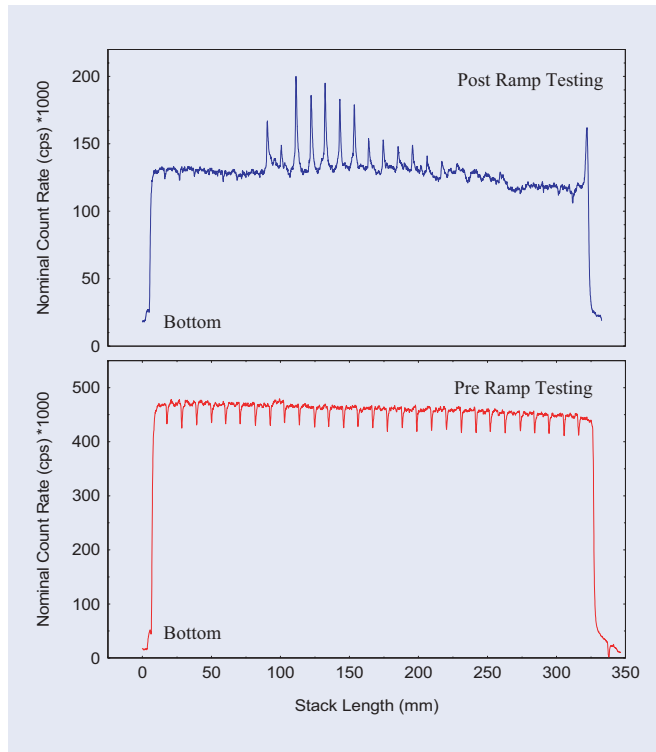 200
Post Ramp Testing
150
100
50
Bottom
0
Nominal Count Rate (cps) *1000
500
Pre Ramp Testing
400
300
200
100
Bottom
0
Nominal Count Rate (cps) *1000
0 50 100 150 200 250 300 350
Stack Length (mm)